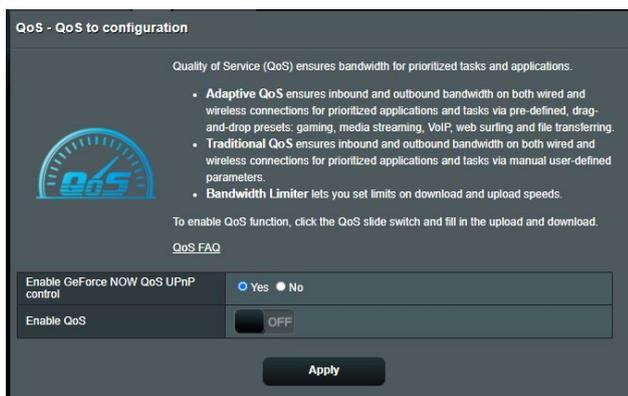 QoS - QoS to configuration
Quality of Service (QoS) ensures bandwidth for prioritized tasks and applications.
• Adaptive QoS ensures inbound and outbound bandwidth on both wired and
wireless connections for prioritized applications and tasks via pre-defined, drag-
and-drop presets: gaming, media streaming, VoIP, web surfing and file transferring.
• Traditional QoS ensures inbound and outbound bandwidth on both wired and
wireless connections for prioritized applications and tasks via manual user-defined
parameters.
• Bandwidth Limiter lets you set limits on download and upload speeds.
QoS
To enable QoS function, click the QoS slide switch and fill in the upload and download.
QoS FAQ
Enable GeForce NOW QoS UPnP
control
Yes No
Enable QoS
OFF
Apply